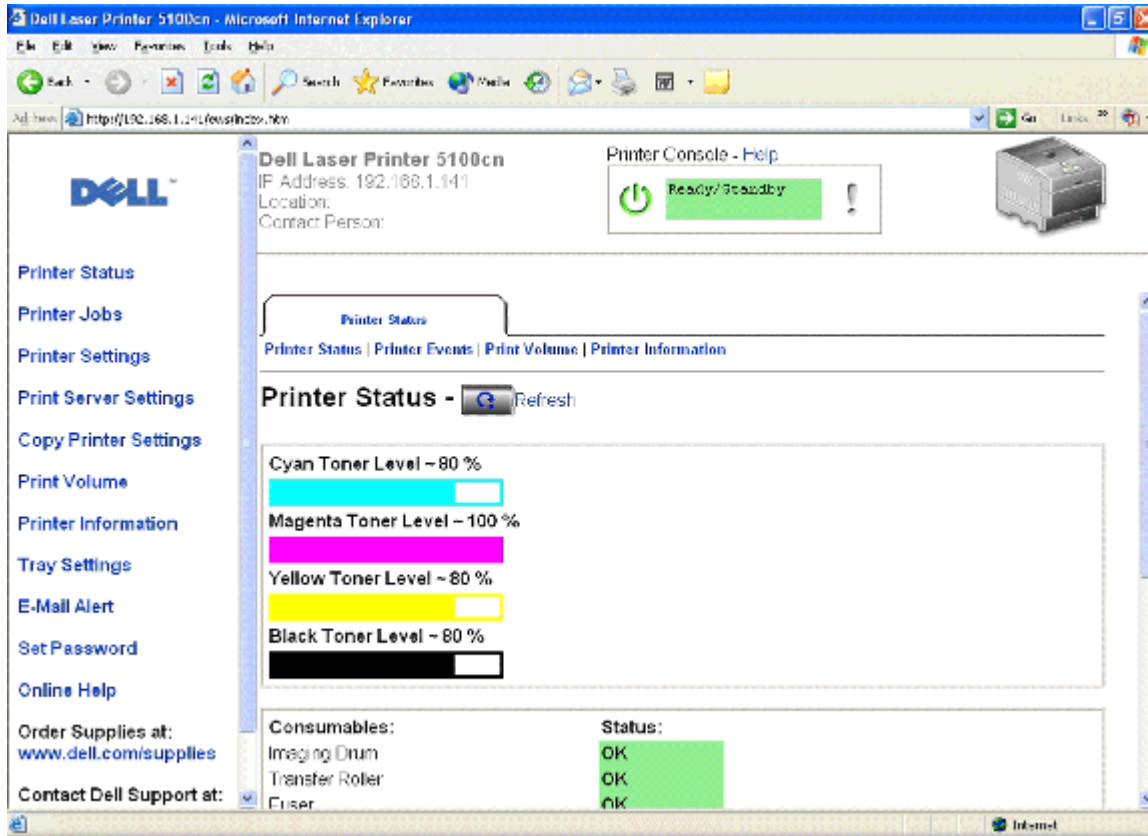 Dell Laser Printer 5100cn - Microsoft Internet Explorer
File Edit View Favorites Tools Help
Back Search Favorites Media
Address http://192.168.1.141/ews/index.htm Go Links »
DELL™
Dell Laser Printer 5100cn
IP Address: 192.168.1.141
Location:
Contact Person:
Printer Console - Help
Ready/Standby
Printer Status
Printer Jobs
Printer Settings
Print Server Settings
Copy Printer Settings
Print Volume
Printer Information
Tray Settings
E-Mail Alert
Set Password
Online Help
Order Supplies at:
www.dell.com/supplies
Contact Dell Support at:
Printer Status
Printer Status | Printer Events | Print Volume | Printer Information
Printer Status - Refresh
Cyan Toner Level ~ 80 %
Magenta Toner Level ~ 100 %
Yellow Toner Level ~ 80 %
Black Toner Level ~ 80 %
Consumables: Status:
Imaging Drum OK
Transfer Roller OK
Fuser OK
Internet